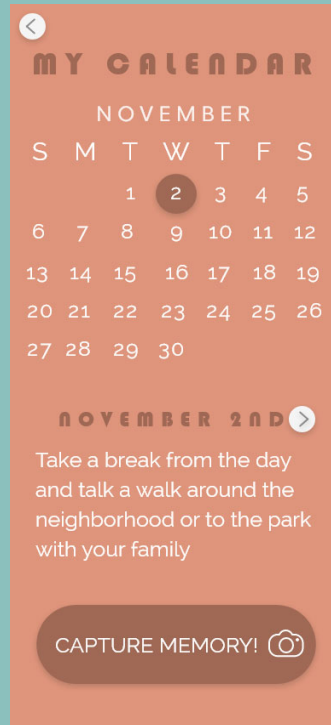 MY CALENDAR
NOVEMBER
S M T W T F S
1 2 3 4 5
6 7 8 9 10 11 12
13 14 15 16 17 18 19
20 21 22 23 24 25 26
27 28 29 30
NOVEMBER 2ND
Take a break from the day
and talk a walk around the
neighborhood or to the park
with your family
CAPTURE MEMORY!